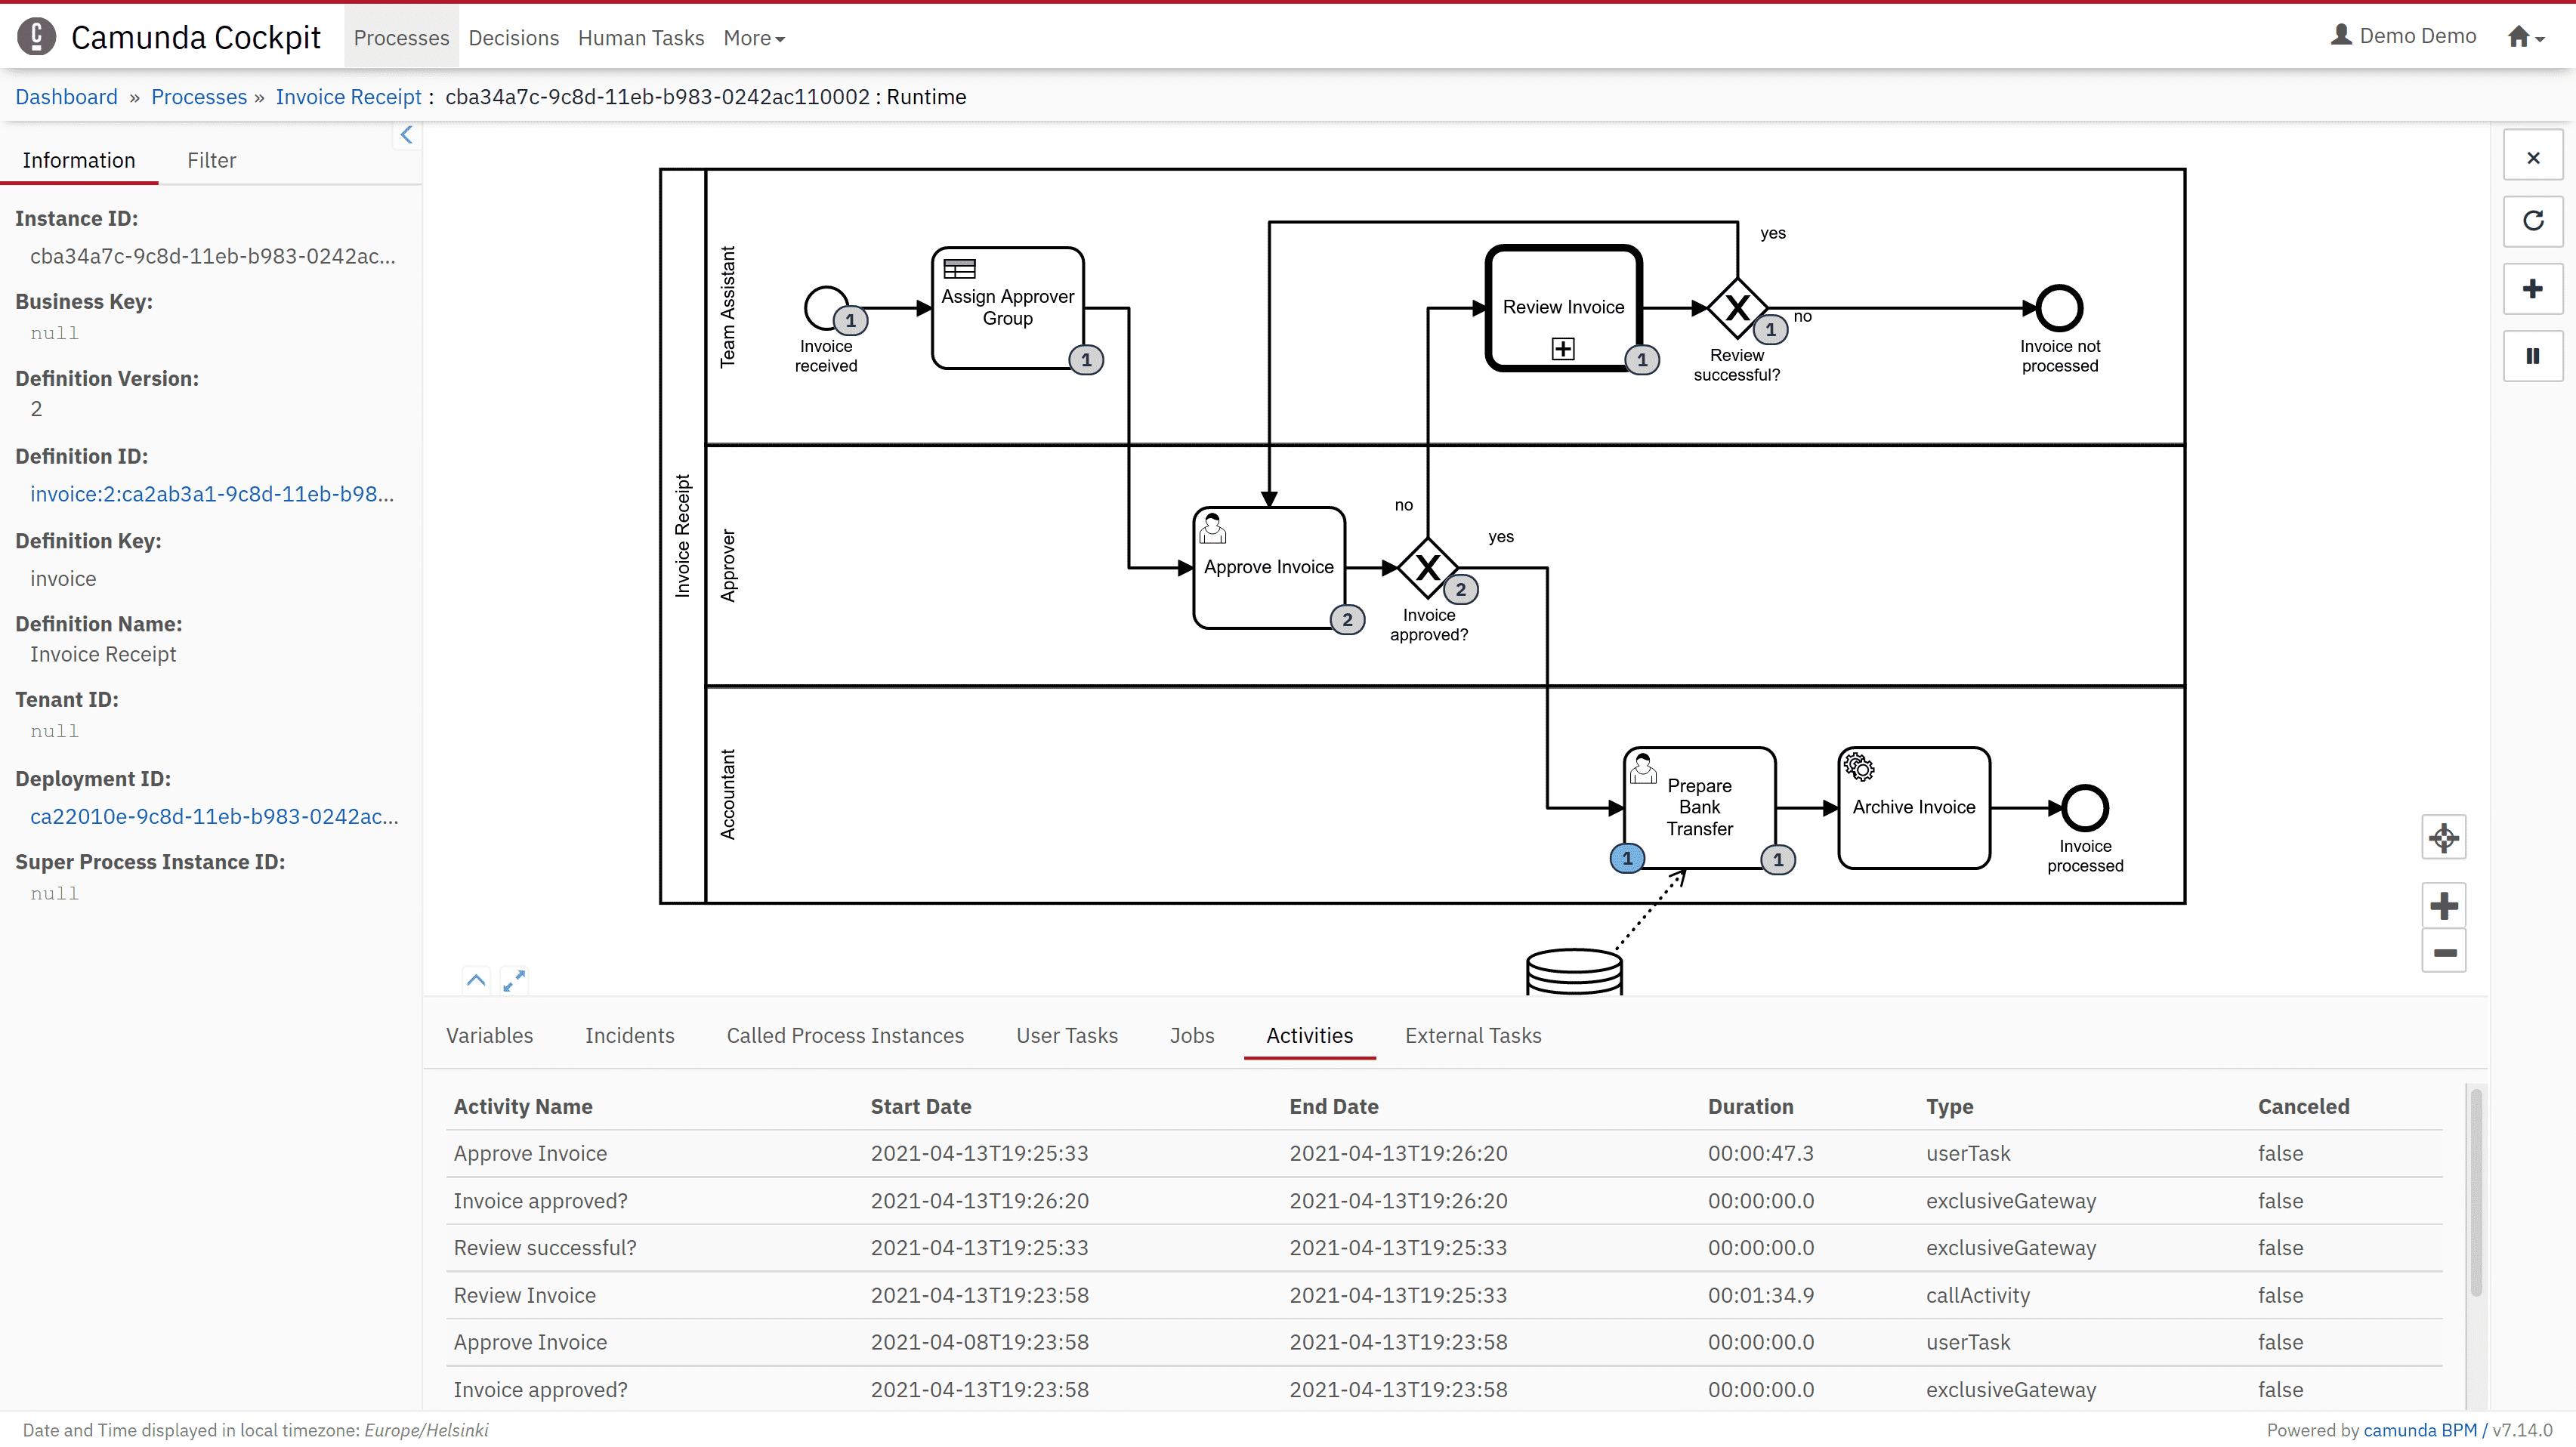 Camunda Cockpit Processes Decisions Human Tasks More Demo Demo
Dashboard » Processes » Invoice Receipt : cba34a7c-9c8d-11eb-b983-0242ac110002 : Runtime
Information Filter
Instance ID:
cba34a7c-9c8d-11eb-b983-0242ac...
Business Key:
null
Definition Version:
2
Definition ID:
invoice:2:ca2ab3a1-9c8d-11eb-b98...
Definition Key:
invoice
Definition Name:
Invoice Receipt
Tenant ID:
null
Deployment ID:
ca22010e-9c8d-11eb-b983-0242ac...
Super Process Instance ID:
null
Invoice Receipt
Team Assistant
Invoice
received
1
Assign Approver
Group
1
Review Invoice
1
yes
no
1
Review
successful?
Invoice not
processed
Approver
Approve Invoice
2
no
yes
2
Invoice
approved?
Accountant
Prepare
Bank
Transfer
1
1
Archive Invoice
Invoice
processed
Variables Incidents Called Process Instances User Tasks Jobs Activities External Tasks
Activity Name Start Date End Date Duration Type Canceled
Approve Invoice 2021-04-13T19:25:33 2021-04-13T19:26:20 00:00:47.3 userTask false
Invoice approved? 2021-04-13T19:26:20 2021-04-13T19:26:20 00:00:00.0 exclusiveGateway false
Review successful? 2021-04-13T19:25:33 2021-04-13T19:25:33 00:00:00.0 exclusiveGateway false
Review Invoice 2021-04-13T19:23:58 2021-04-13T19:25:33 00:01:34.9 callActivity false
Approve Invoice 2021-04-08T19:23:58 2021-04-13T19:23:58 00:00:00.0 userTask false
Invoice approved? 2021-04-13T19:23:58 2021-04-13T19:23:58 00:00:00.0 exclusiveGateway false
Date and Time displayed in local timezone: Europe/Helsinki
Powered by camunda BPM / v7.14.0